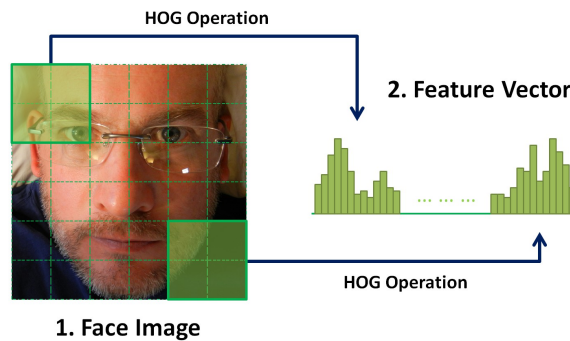 HOG Operation
2. Feature Vector
... ... ...
HOG Operation
1. Face Image